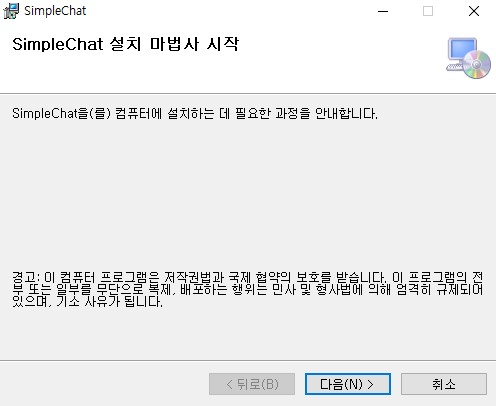 SimpleChat
SimpleChat 설치 마법사 시작
SimpleChat을(를) 컴퓨터에 설치하는 데 필요한 과정을 안내합니다.
경고: 이 컴퓨터 프로그램은 저작권법과 국제 협약의 보호를 받습니다. 이 프로그램의 전
부 또는 일부를 무단으로 복제, 배포하는 행위는 민사 및 형사법에 의해 엄격히 규제되어
있으며, 기소 사유가 됩니다.
< 뒤로(B) 다음(N) > 취소